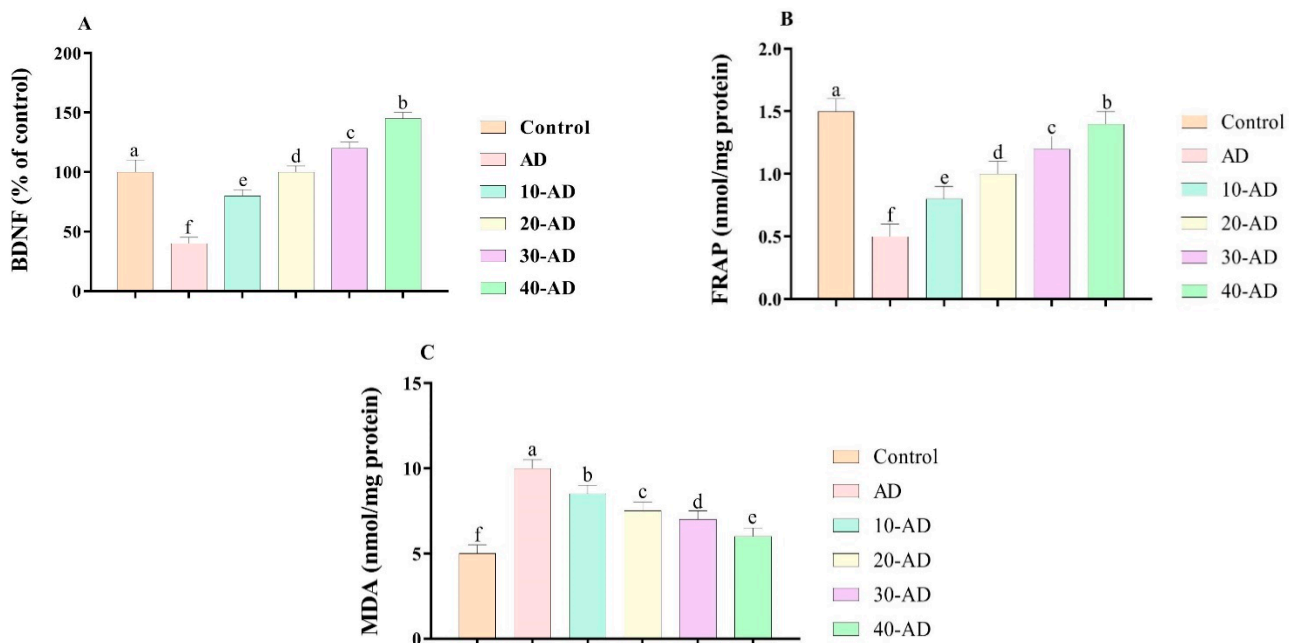 A
BDNF (% of control)
200
150
100
50
0
a
f
e
d
c
b
Control
AD
10-AD
20-AD
30-AD
40-AD
B
FRAP (nmol/mg protein)
2.0
1.5
1.0
0.5
0.0
a
f
e
d
c
b
Control
AD
10-AD
20-AD
30-AD
40-AD
C
MDA (nmol/mg protein)
15
10
5
0
f
a
b
c
d
e
Control
AD
10-AD
20-AD
30-AD
40-AD